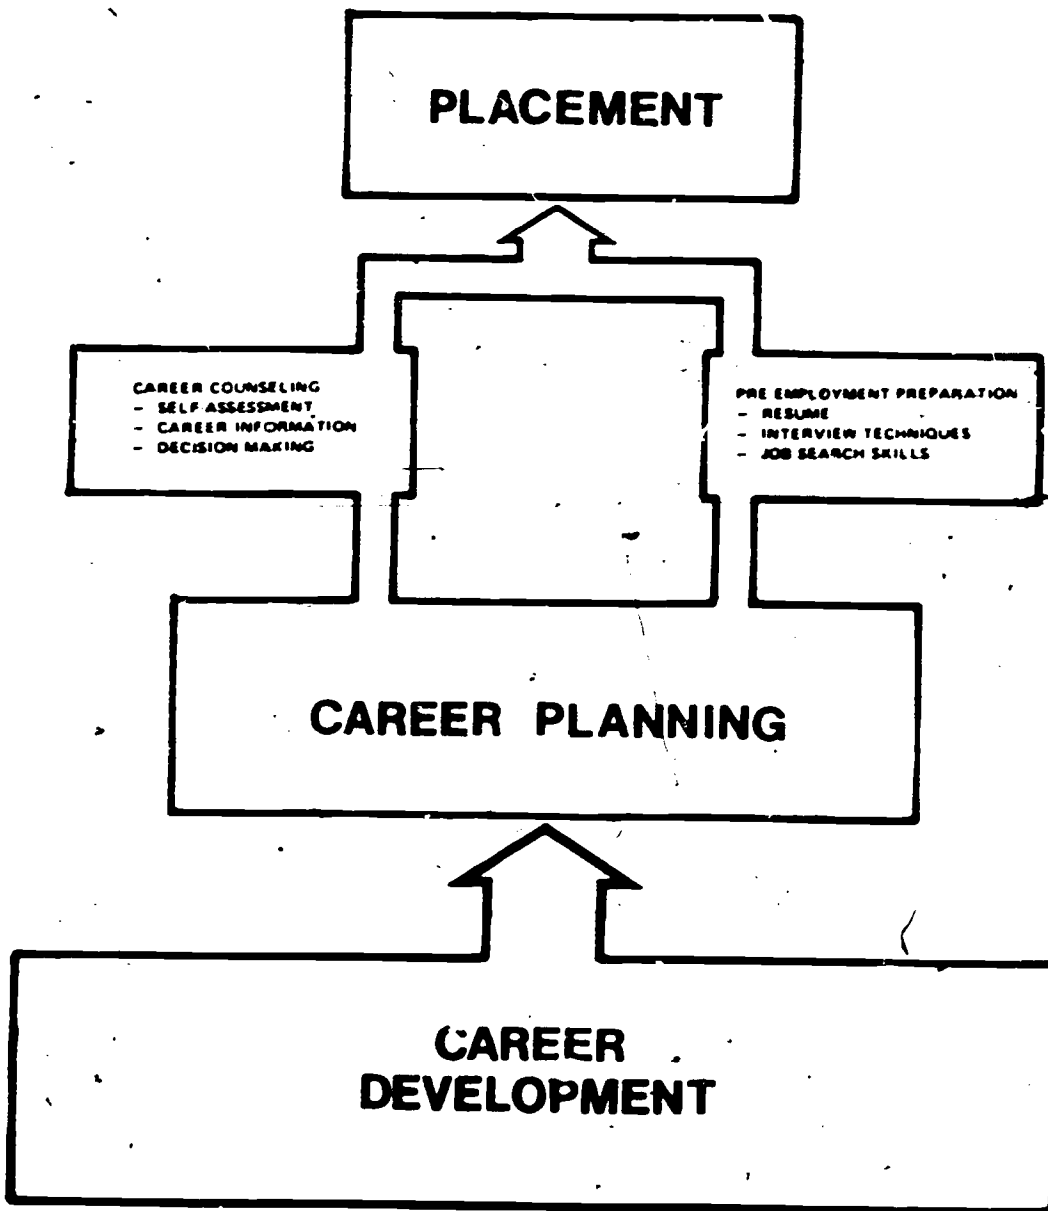 PLACEMENT
CAREER COUNSELING
- SELF-ASSESSMENT
- CAREER INFORMATION
- DECISION MAKING
PRE EMPLOYMENT PREPARATION
- RESUME
- INTERVIEW TECHNIQUES
- JOB SEARCH SKILLS
CAREER PLANNING
CAREER
DEVELOPMENT